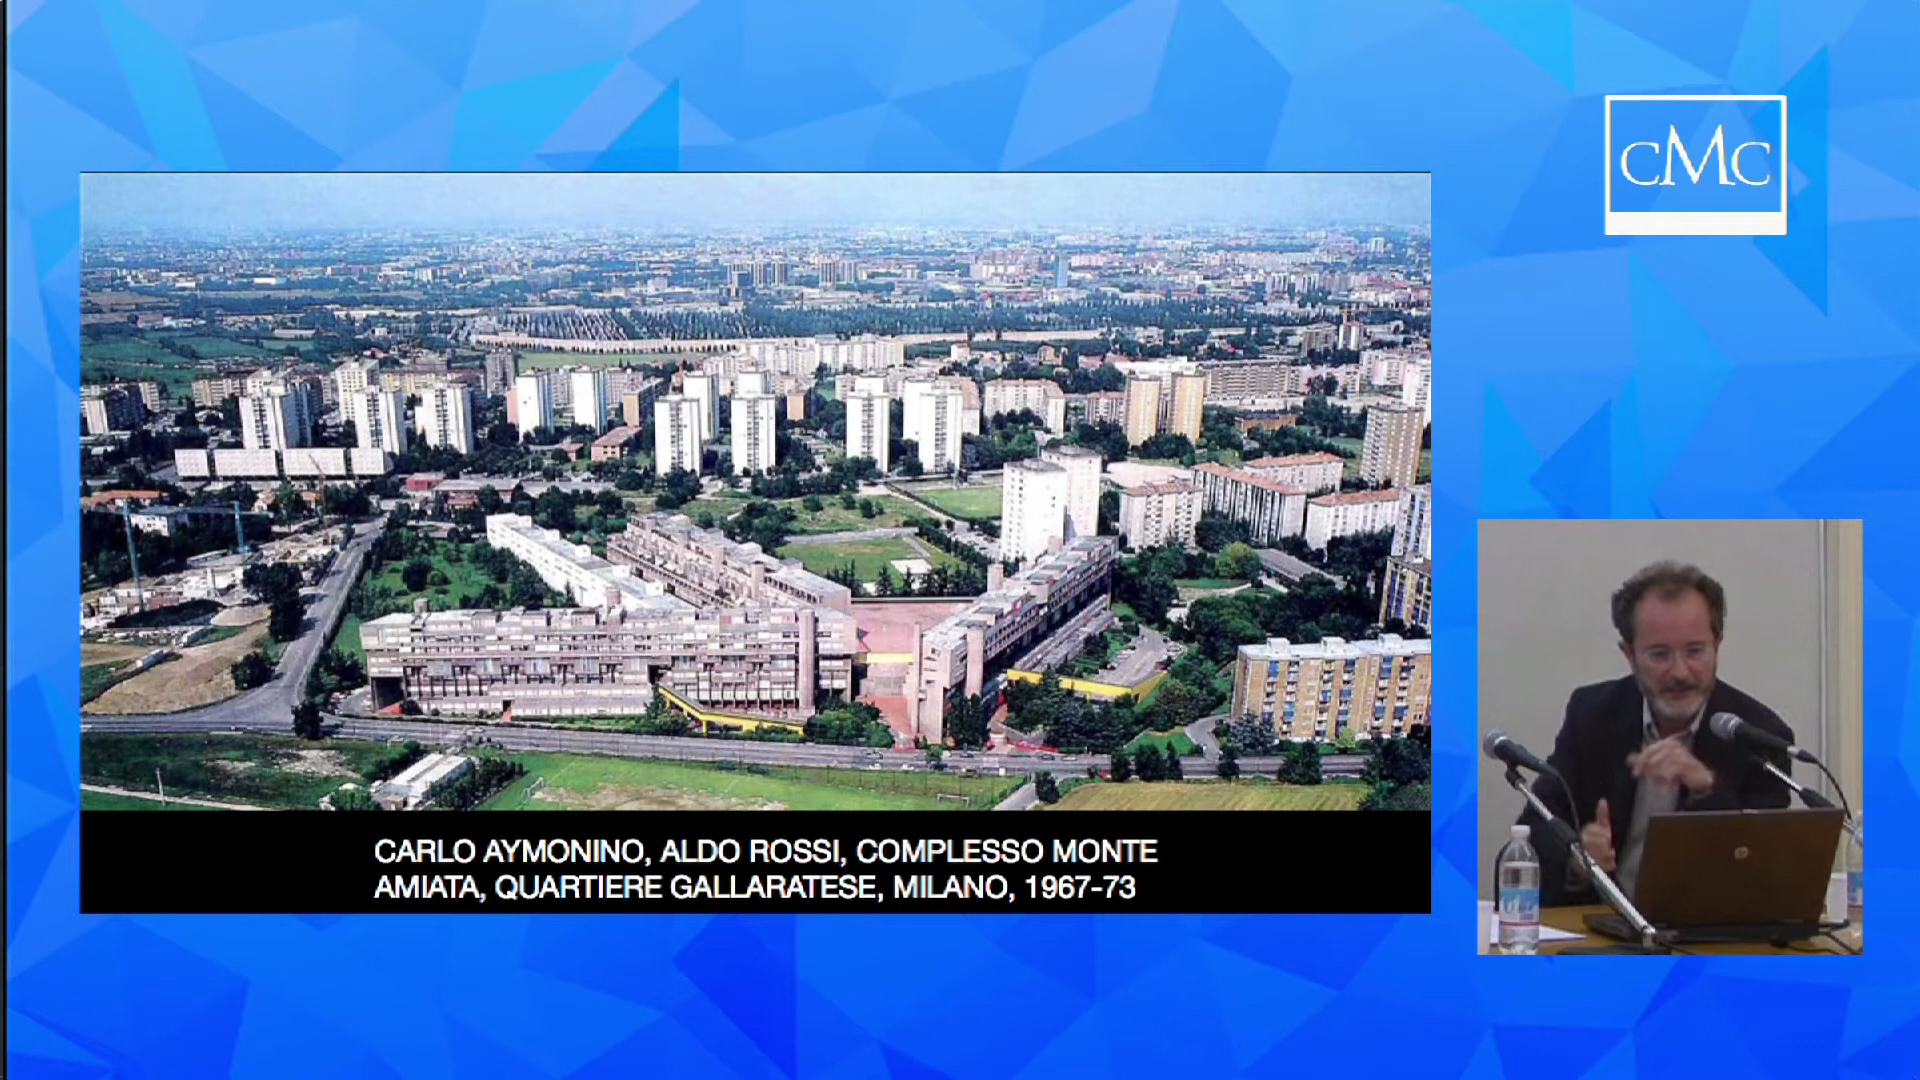 CMC
CARLO AYMONINO, ALDO ROSSI, COMPLESSO MONTE
AMIATA, QUARTIERE GALLARATESE, MILANO, 1967-73